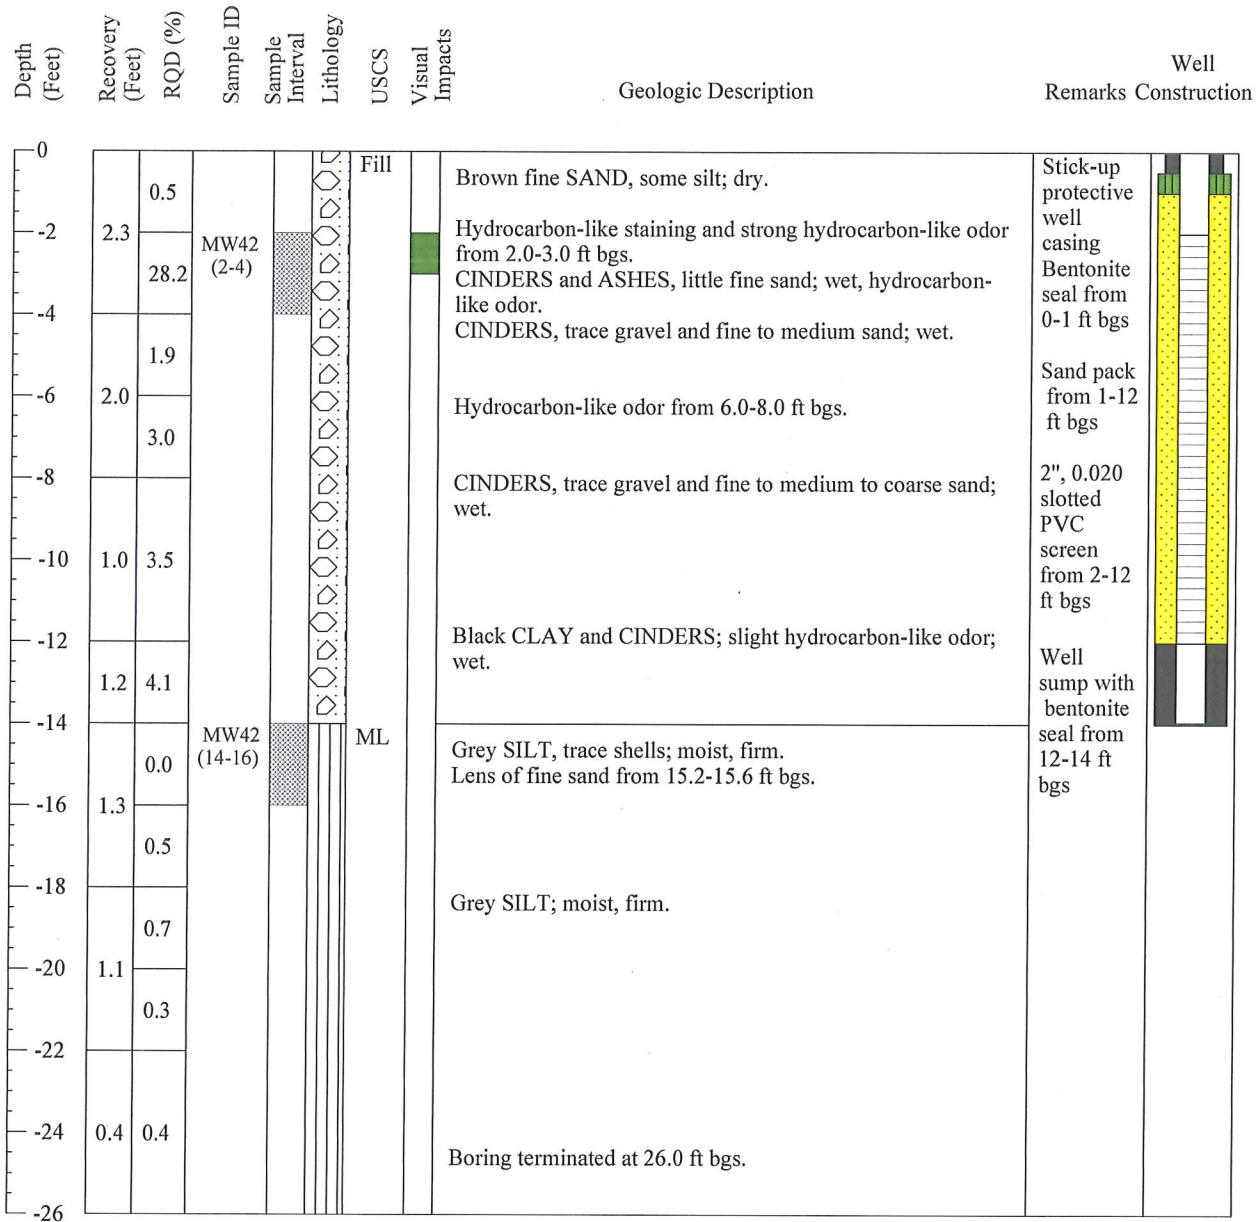 Depth
(Feet)
Recovery
(Feet)
RQD (%)
Sample ID
Sample
Interval
Lithology
USCS
Visual
Impacts
Geologic Description
Remarks
Well
Construction
0
-2
-4
-6
-8
-10
-12
-14
-16
-18
-20
-22
-24
-26
2.3
2.0
1.0
1.2
1.3
1.1
0.4
0.5
28.2
1.9
3.0
3.5
4.1
0.0
0.5
0.7
0.3
0.4
MW42
(2-4)
MW42
(14-16)
Fill
ML
Brown fine SAND, some silt; dry.
Hydrocarbon-like staining and strong hydrocarbon-like odor
from 2.0-3.0 ft bgs.
CINDERS and ASHES, little fine sand; wet, hydrocarbon-
like odor.
CINDERS, trace gravel and fine to medium sand; wet.
Hydrocarbon-like odor from 6.0-8.0 ft bgs.
CINDERS, trace gravel and fine to medium to coarse sand;
wet.
Black CLAY and CINDERS; slight hydrocarbon-like odor;
wet.
Grey SILT, trace shells; moist, firm.
Lens of fine sand from 15.2-15.6 ft bgs.
Grey SILT; moist, firm.
Boring terminated at 26.0 ft bgs.
Stick-up
protective
well
casing
Bentonite
seal from
0-1 ft bgs
Sand pack
from 1-12
ft bgs
2", 0.020
slotted
PVC
screen
from 2-12
ft bgs
Well
sump with
bentonite
seal from
12-14 ft
bgs